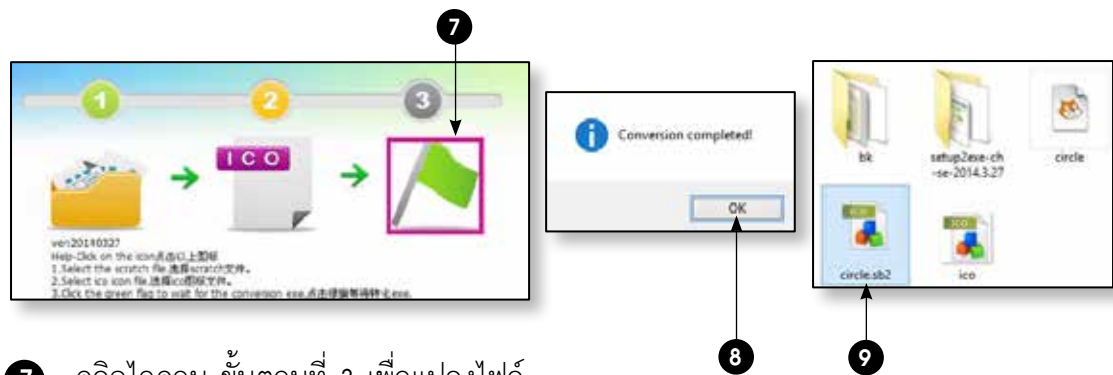 7
1
2
3
ICO
ver:20140327
Help-Click on the icon点击以上图标
1.Select the scratch file.选择scratch文件。
2.Select ico icon file.选择ico图标文件。
3.Click the green flag to wait for the conversion exe.点击绿旗等待转化exe.
i
Conversion completed!
OK
bk
setup2exe-ch
-se-2014.3.27
circle
ICO
ICO
circle.sb2
ico
8
9
7 คลิกไอคอน ขั้นตอนที่ 3 เพื่อแปลงไฟล์